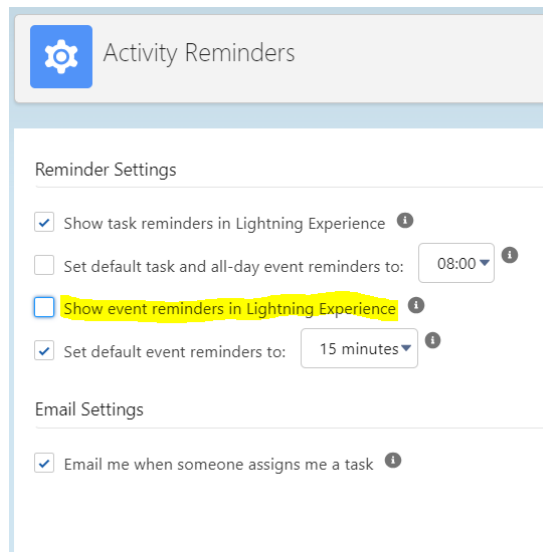 Activity Reminders
Reminder Settings
Show task reminders in Lightning Experience
Set default task and all-day event reminders to: 08:00
Show event reminders in Lightning Experience
Set default event reminders to: 15 minutes
Email Settings
Email me when someone assigns me a task